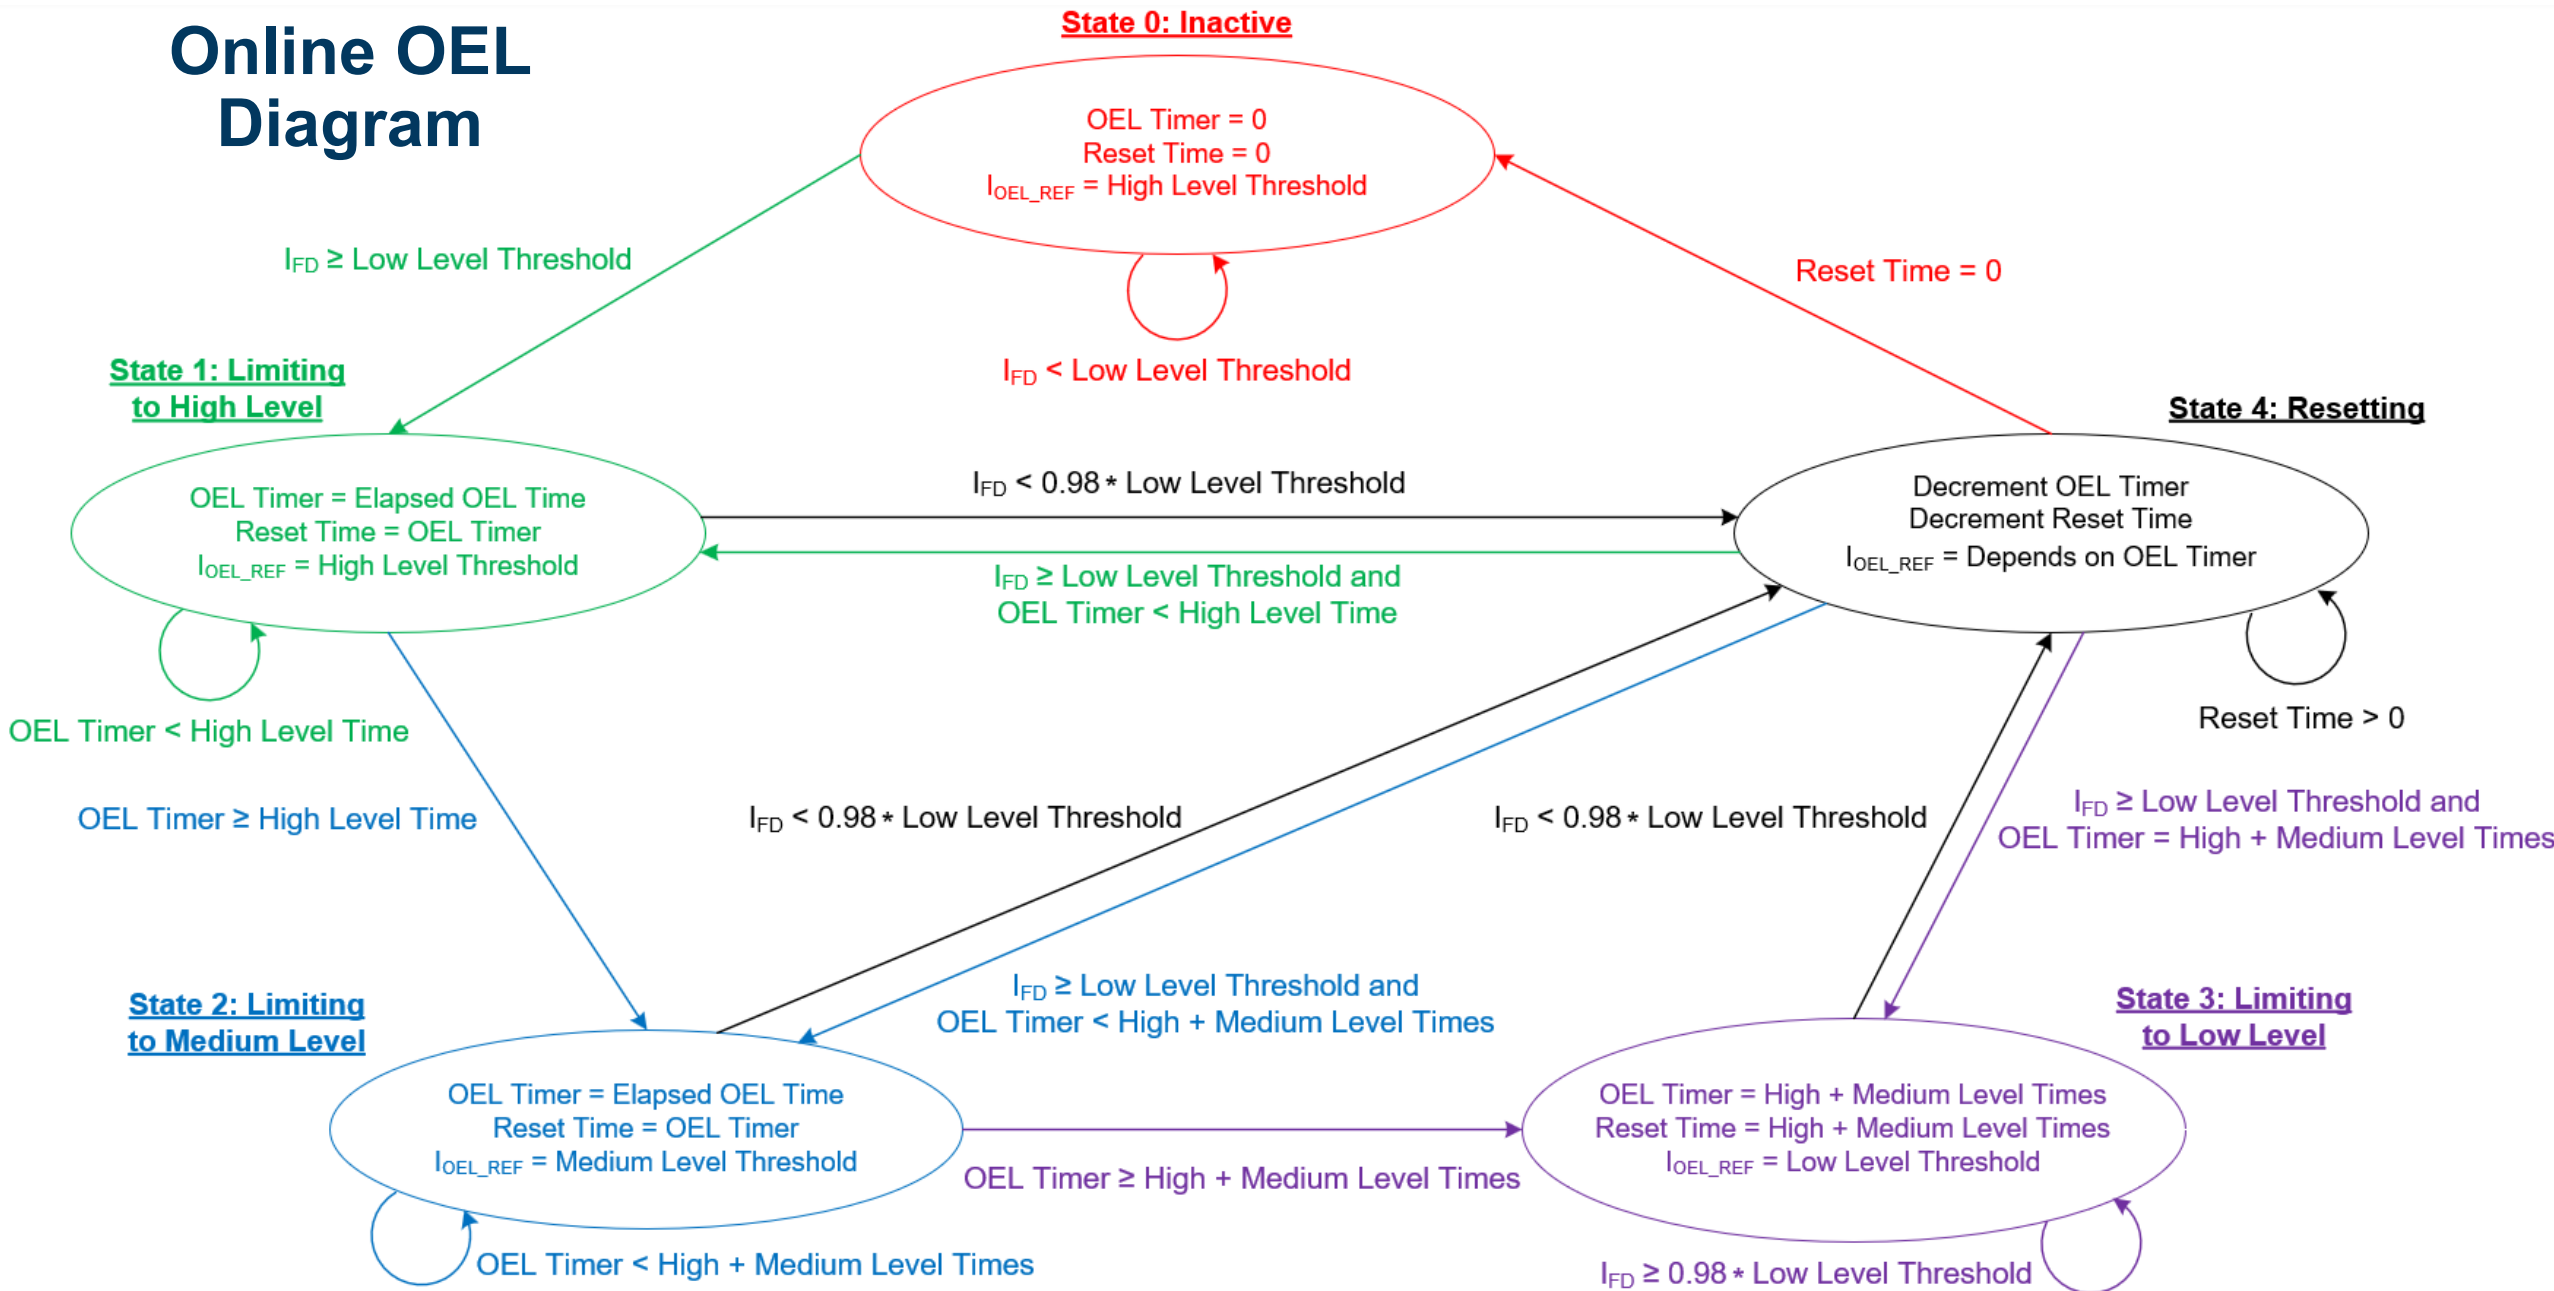 Online OEL
Diagram
State 0: Inactive
OEL Timer = 0
Reset Time = 0
IOEL_REF = High Level Threshold
IFD ≥ Low Level Threshold
Reset Time = 0
IFD < Low Level Threshold
State 1: Limiting
to High Level
State 4: Resetting
OEL Timer = Elapsed OEL Time
Reset Time = OEL Timer
IOEL_REF = High Level Threshold
IFD < 0.98 * Low Level Threshold
IFD ≥ Low Level Threshold and
OEL Timer < High Level Time
Decrement OEL Timer
Decrement Reset Time
IOEL_REF = Depends on OEL Timer
OEL Timer < High Level Time
Reset Time > 0
OEL Timer ≥ High Level Time
IFD < 0.98 * Low Level Threshold
IFD < 0.98 * Low Level Threshold
IFD ≥ Low Level Threshold and
OEL Timer = High + Medium Level Times
State 2: Limiting
to Medium Level
IFD ≥ Low Level Threshold and
OEL Timer < High + Medium Level Times
State 3: Limiting
to Low Level
OEL Timer = Elapsed OEL Time
Reset Time = OEL Timer
IOEL_REF = Medium Level Threshold
OEL Timer ≥ High + Medium Level Times
OEL Timer = High + Medium Level Times
Reset Time = High + Medium Level Times
IOEL_REF = Low Level Threshold
OEL Timer < High + Medium Level Times
IFD ≥ 0.98 * Low Level Threshold